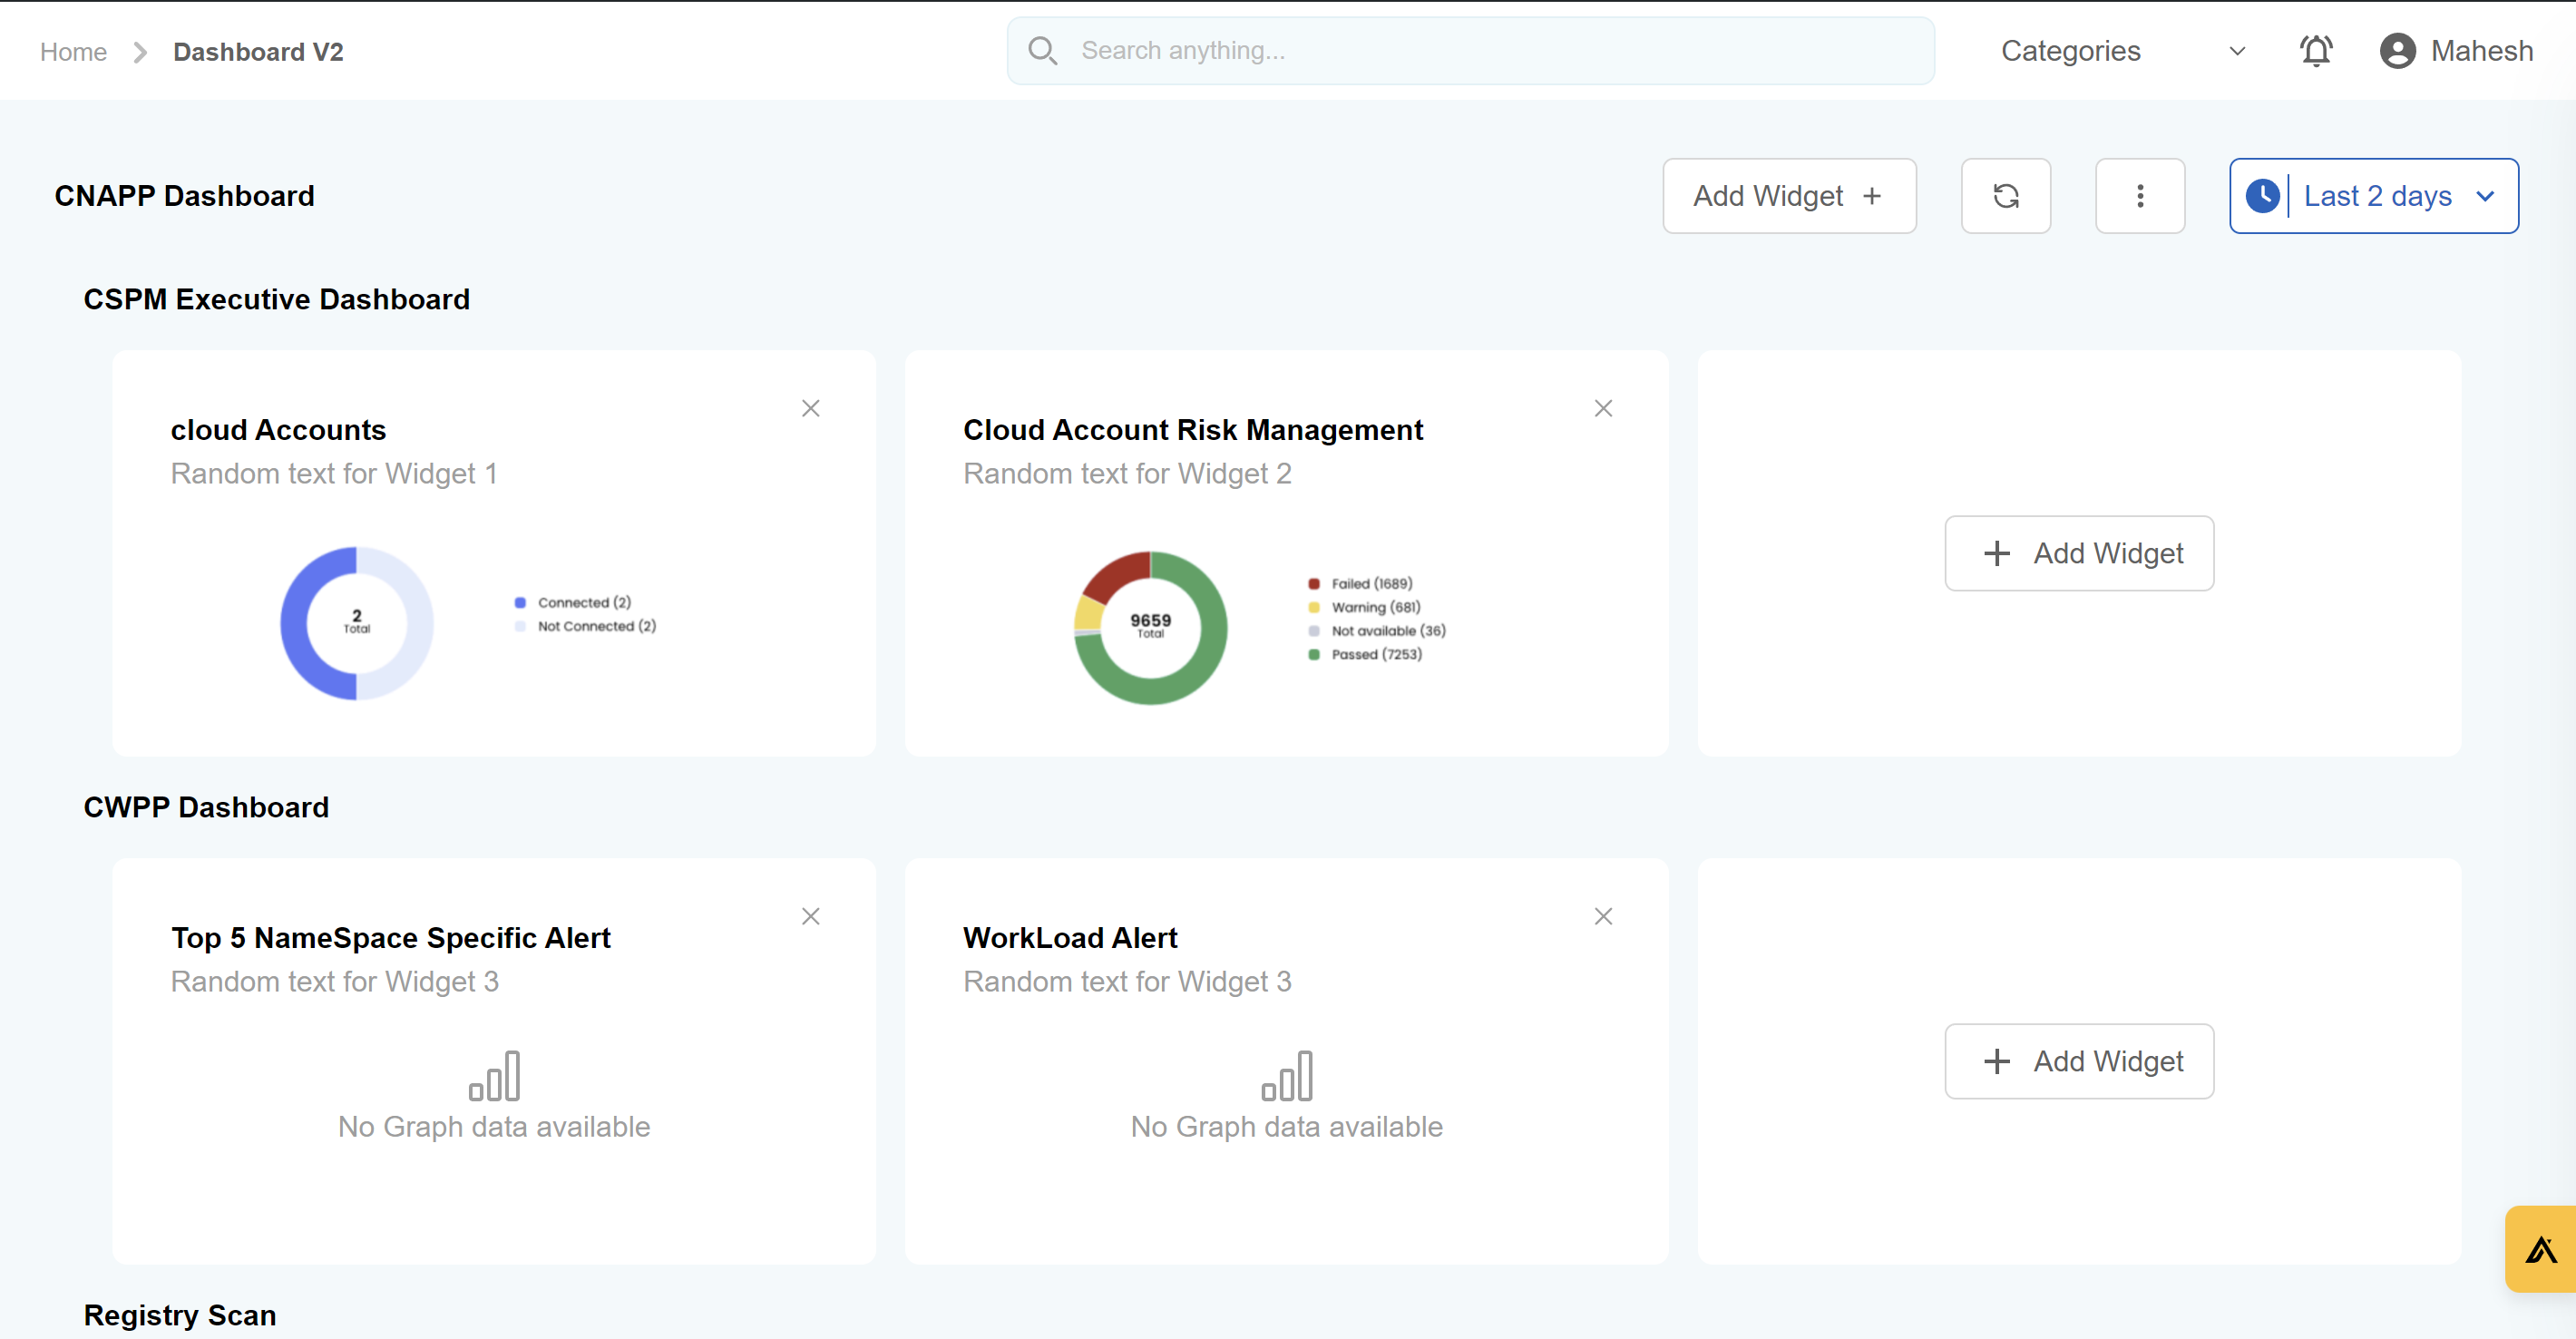 Home Dashboard V2 Search anything... Categories Mahesh
CNAPP Dashboard Add Widget + Last 2 days
CSPM Executive Dashboard
cloud Accounts
Random text for Widget 1
2
Total
Connected (2)
Not Connected (2)
Cloud Account Risk Management
Random text for Widget 2
9659
Total
Failed (1689)
Warning (681)
Not available (36)
Passed (7253)
+ Add Widget
CWPP Dashboard
Top 5 NameSpace Specific Alert
Random text for Widget 3
No Graph data available
WorkLoad Alert
Random text for Widget 3
No Graph data available
+ Add Widget
Registry Scan